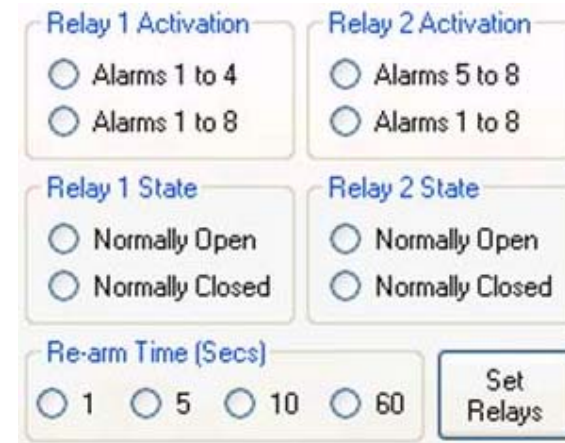 Relay 1 Activation
Alarms 1 to 4
Alarms 1 to 8
Relay 2 Activation
Alarms 5 to 8
Alarms 1 to 8
Relay 1 State
Normally Open
Normally Closed
Relay 2 State
Normally Open
Normally Closed
Re-arm Time (Secs)
1 5 10 60
Set
Relays